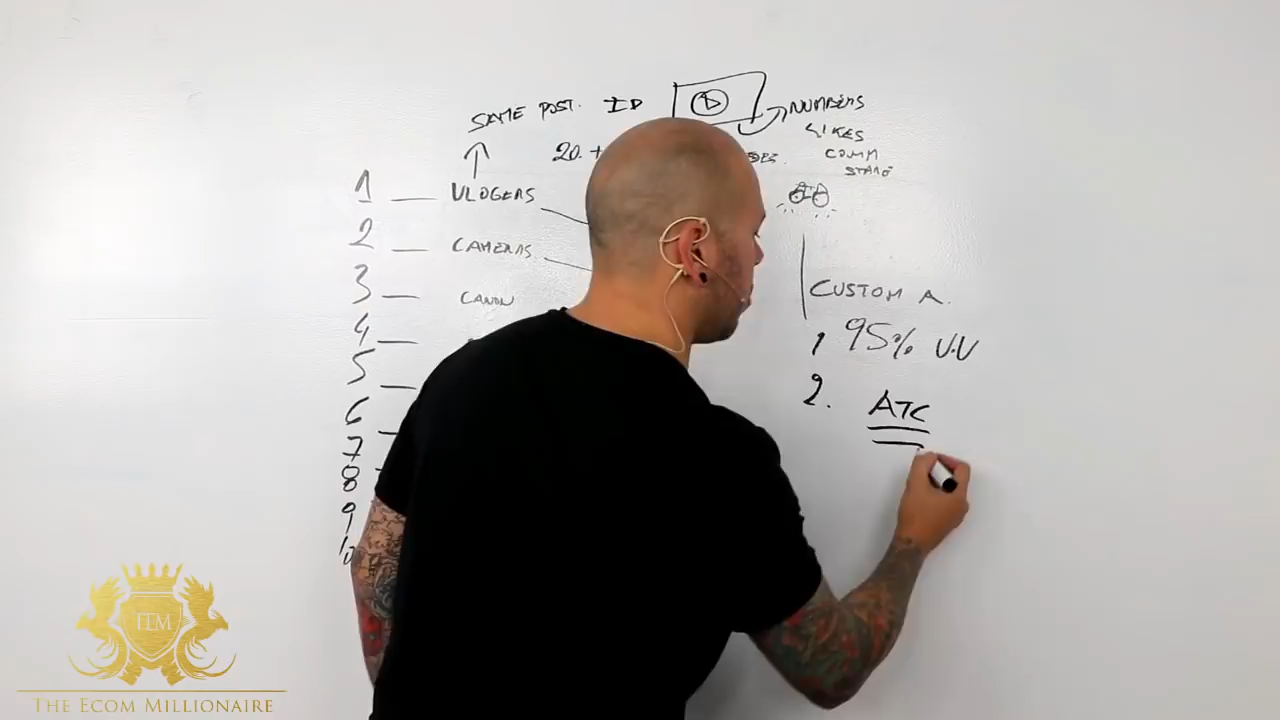 SAME POST. ID
NUMBERS
LIKES
COMM
20. +
1 VLOGERS
2 CAMERAS
3 CANON
4
5
6
7
8
9
10
CUSTOM A.
1 95% V.V
2. ATC
TEM
THE ECOM MILLIONAIRE